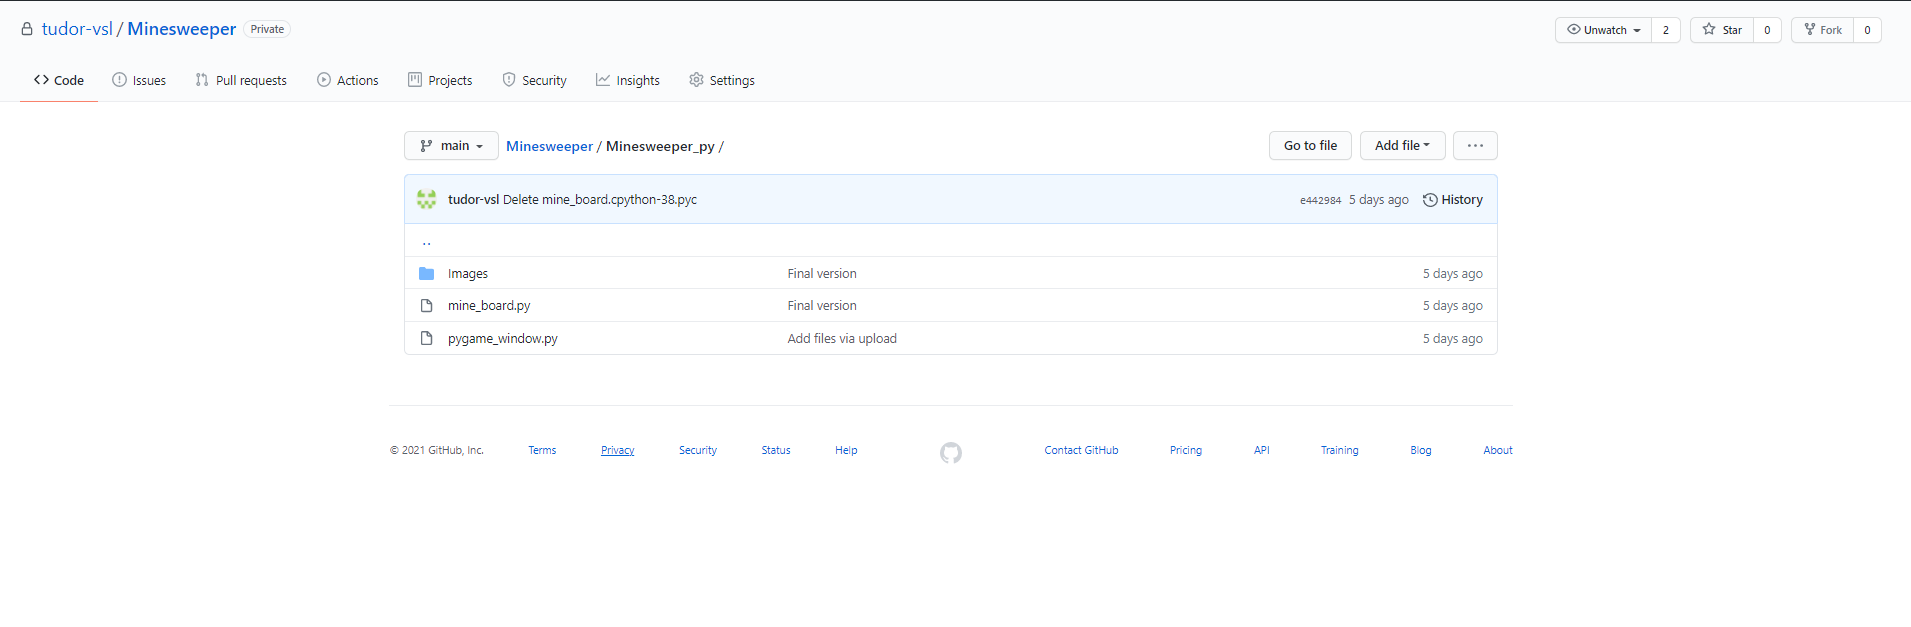 tudor-vsl / Minesweeper Private
Unwatch 2 Star 0 Fork 0
Code Issues Pull requests Actions Projects Security Insights Settings
main Minesweeper / Minesweeper_py / Go to file Add file ···
tudor-vsl Delete mine_board.cpython-38.pyc e442984 5 days ago History
..
Images Final version 5 days ago
mine_board.py Final version 5 days ago
pygame_window.py Add files via upload 5 days ago
© 2021 GitHub, Inc. Terms Privacy Security Status Help Contact GitHub Pricing API Training Blog About